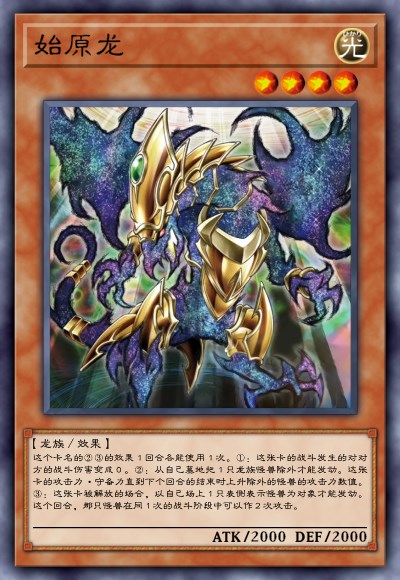 始原龙
光
ひかり
【龙族／效果】
这个卡名的②③的效果1回合各能使用1次。①：这张卡的战斗发生的对对
方的战斗伤害变成0。②：从自己墓地把1只龙族怪兽除外才能发动。这张
卡的攻击力·守备力直到下个回合的结束时上升除外的怪兽的攻击力数值。
③：这张卡被解放的场合，以自己场上1只表侧表示怪兽为对象才能发动。
这个回合，那只怪兽在同1次的战斗阶段中可以作2次攻击。
ATK/2000 DEF/2000